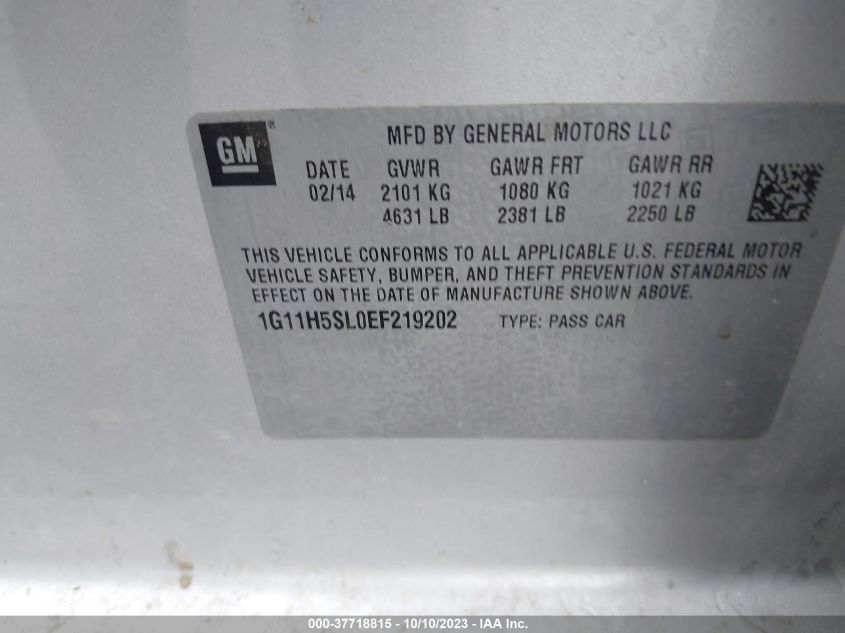 GM®
MFD BY GENERAL MOTORS LLC
DATE GVWR GAWR FRT GAWR RR
02/14 2101 KG 1080 KG 1021 KG
4631 LB 2381 LB 2250 LB
THIS VEHICLE CONFORMS TO ALL APPLICABLE U.S. FEDERAL MOTOR
VEHICLE SAFETY, BUMPER, AND THEFT PREVENTION STANDARDS IN
EFFECT ON THE DATE OF MANUFACTURE SHOWN ABOVE.
1G11H5SL0EF219202 TYPE: PASS CAR
000-37718815 - 10/10/2023 - IAA Inc.